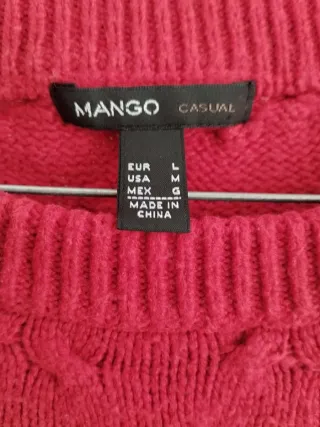 MANGO CASUAL
EUR L
USA M
MEX G
MADE IN
CHINA